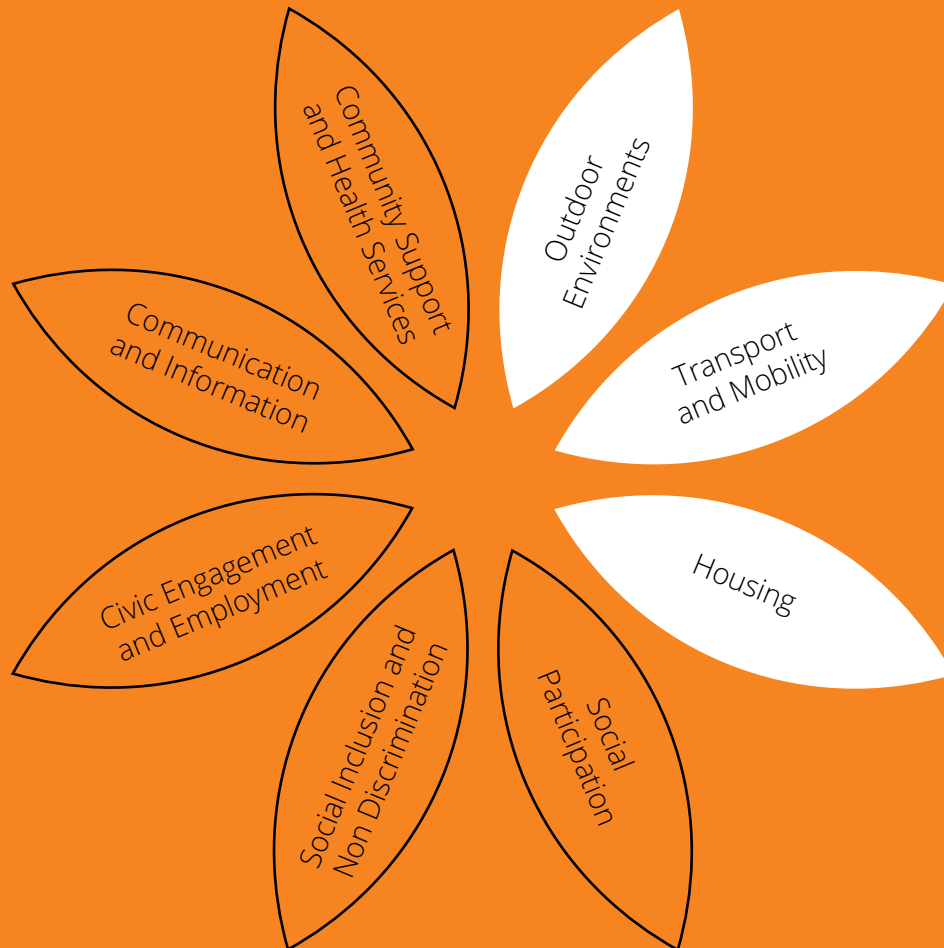 Outdoor
Environments
Transport
and Mobility
Housing
Social
Participation
Social Inclusion and
Non Discrimination
Civic Engagement
and Employment
Communication
and Information
Community Support
and Health Services